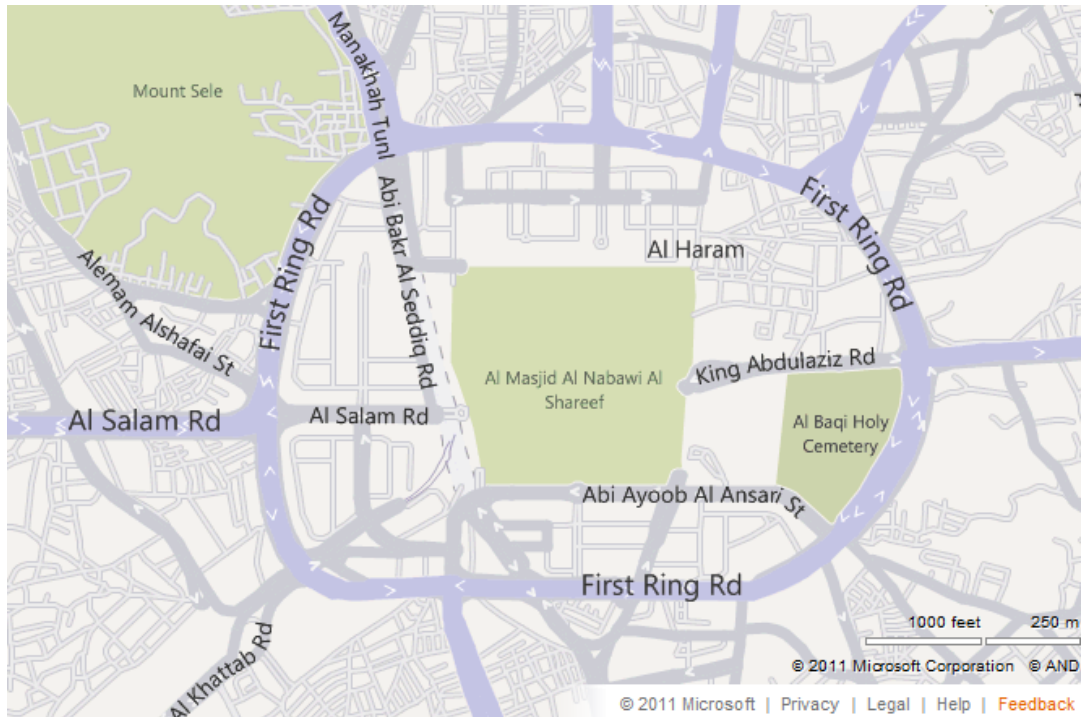 Mount Sele
Manakhah Tunl
Abi Bakr Al Seddiq Rd
First Ring Rd
First Ring Rd
Al Haram
Alemam Alshafai St
King Abdulaziz Rd
Al Masjid Al Nabawi Al
Shareef
Al Salam Rd
Al Salam Rd
Al Baqi Holy
Cemetery
Abi Ayoob Al Ansari St
First Ring Rd
Al Khattab Rd
1000 feet
250 m
© 2011 Microsoft Corporation © AND
© 2011 Microsoft | Privacy | Legal | Help | Feedback